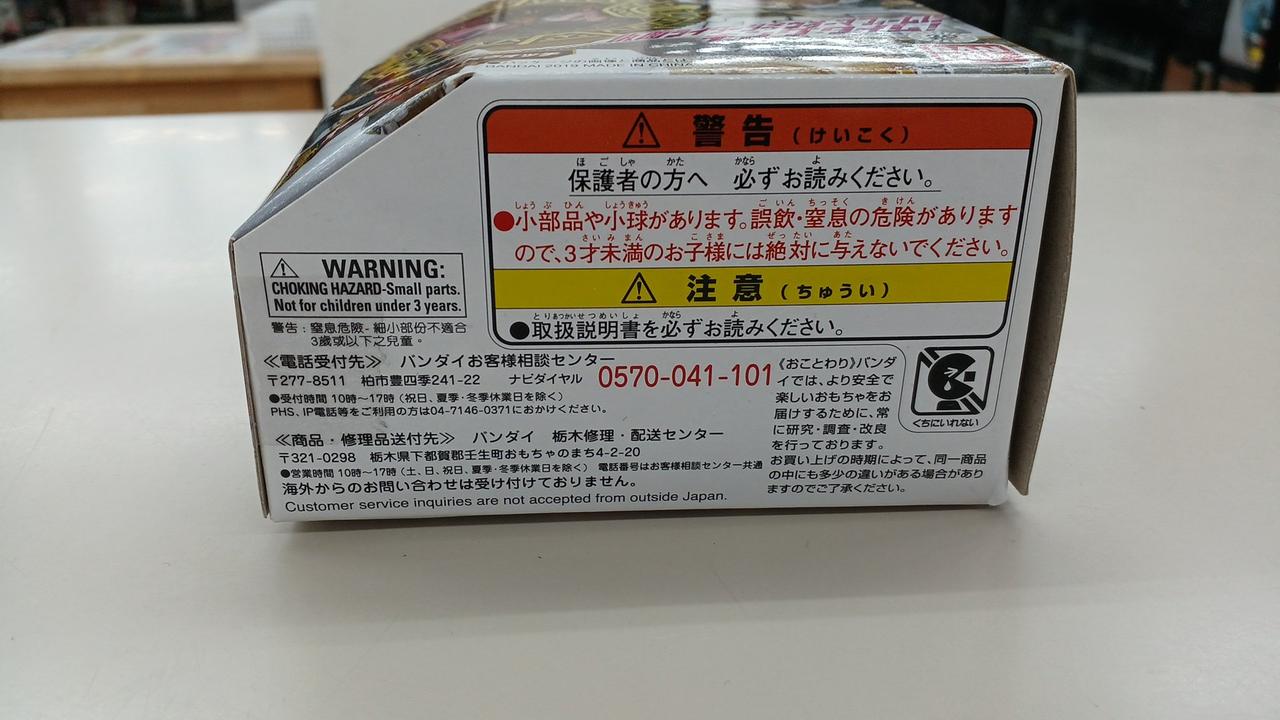 BANDAI 2019 MADE IN CHINA
警告（けいこく）
保護者の方へ 必ずお読みください。
●小部品や小球があります。誤飲・窒息の危険があります
ので、3才未満のお子様には絶対に与えないでください。
注意（ちゅうい）
●取扱説明書を必ずお読みください。
WARNING:
CHOKING HAZARD-Small parts.
Not for children under 3 years.
警告：窒息危險-細小部份不適合
3歲或以下之兒童。
≪電話受付先≫ バンダイお客様相談センター
〒277-8511 柏市豊四季241-22 ナビダイヤル 0570-041-101
●受付時間 10時〜17時（祝日、夏季・冬季休業日を除く）
PHS、IP電話等をご利用の方は04-7146-0371におかけください。
≪商品・修理品送付先≫ バンダイ 栃木修理・配送センター
〒321-0298 栃木県下都賀郡壬生町おもちゃのまち4-2-20
●営業時間 10時〜17時（土、日、祝日、夏季・冬季休業日を除く） 電話番号はお客様相談センター共通
海外からのお問い合わせは受け付けておりません。
Customer service inquiries are not accepted from outside Japan.
《おことわり》バンダ
イでは、より安全で
楽しいおもちゃをお
届けするために、常
に研究・調査・改良
を行っております。
お買い上げの時期によって、同一商品
の中にも多少の違いがある場合があり
ますのでご了承ください。
くちにいれない